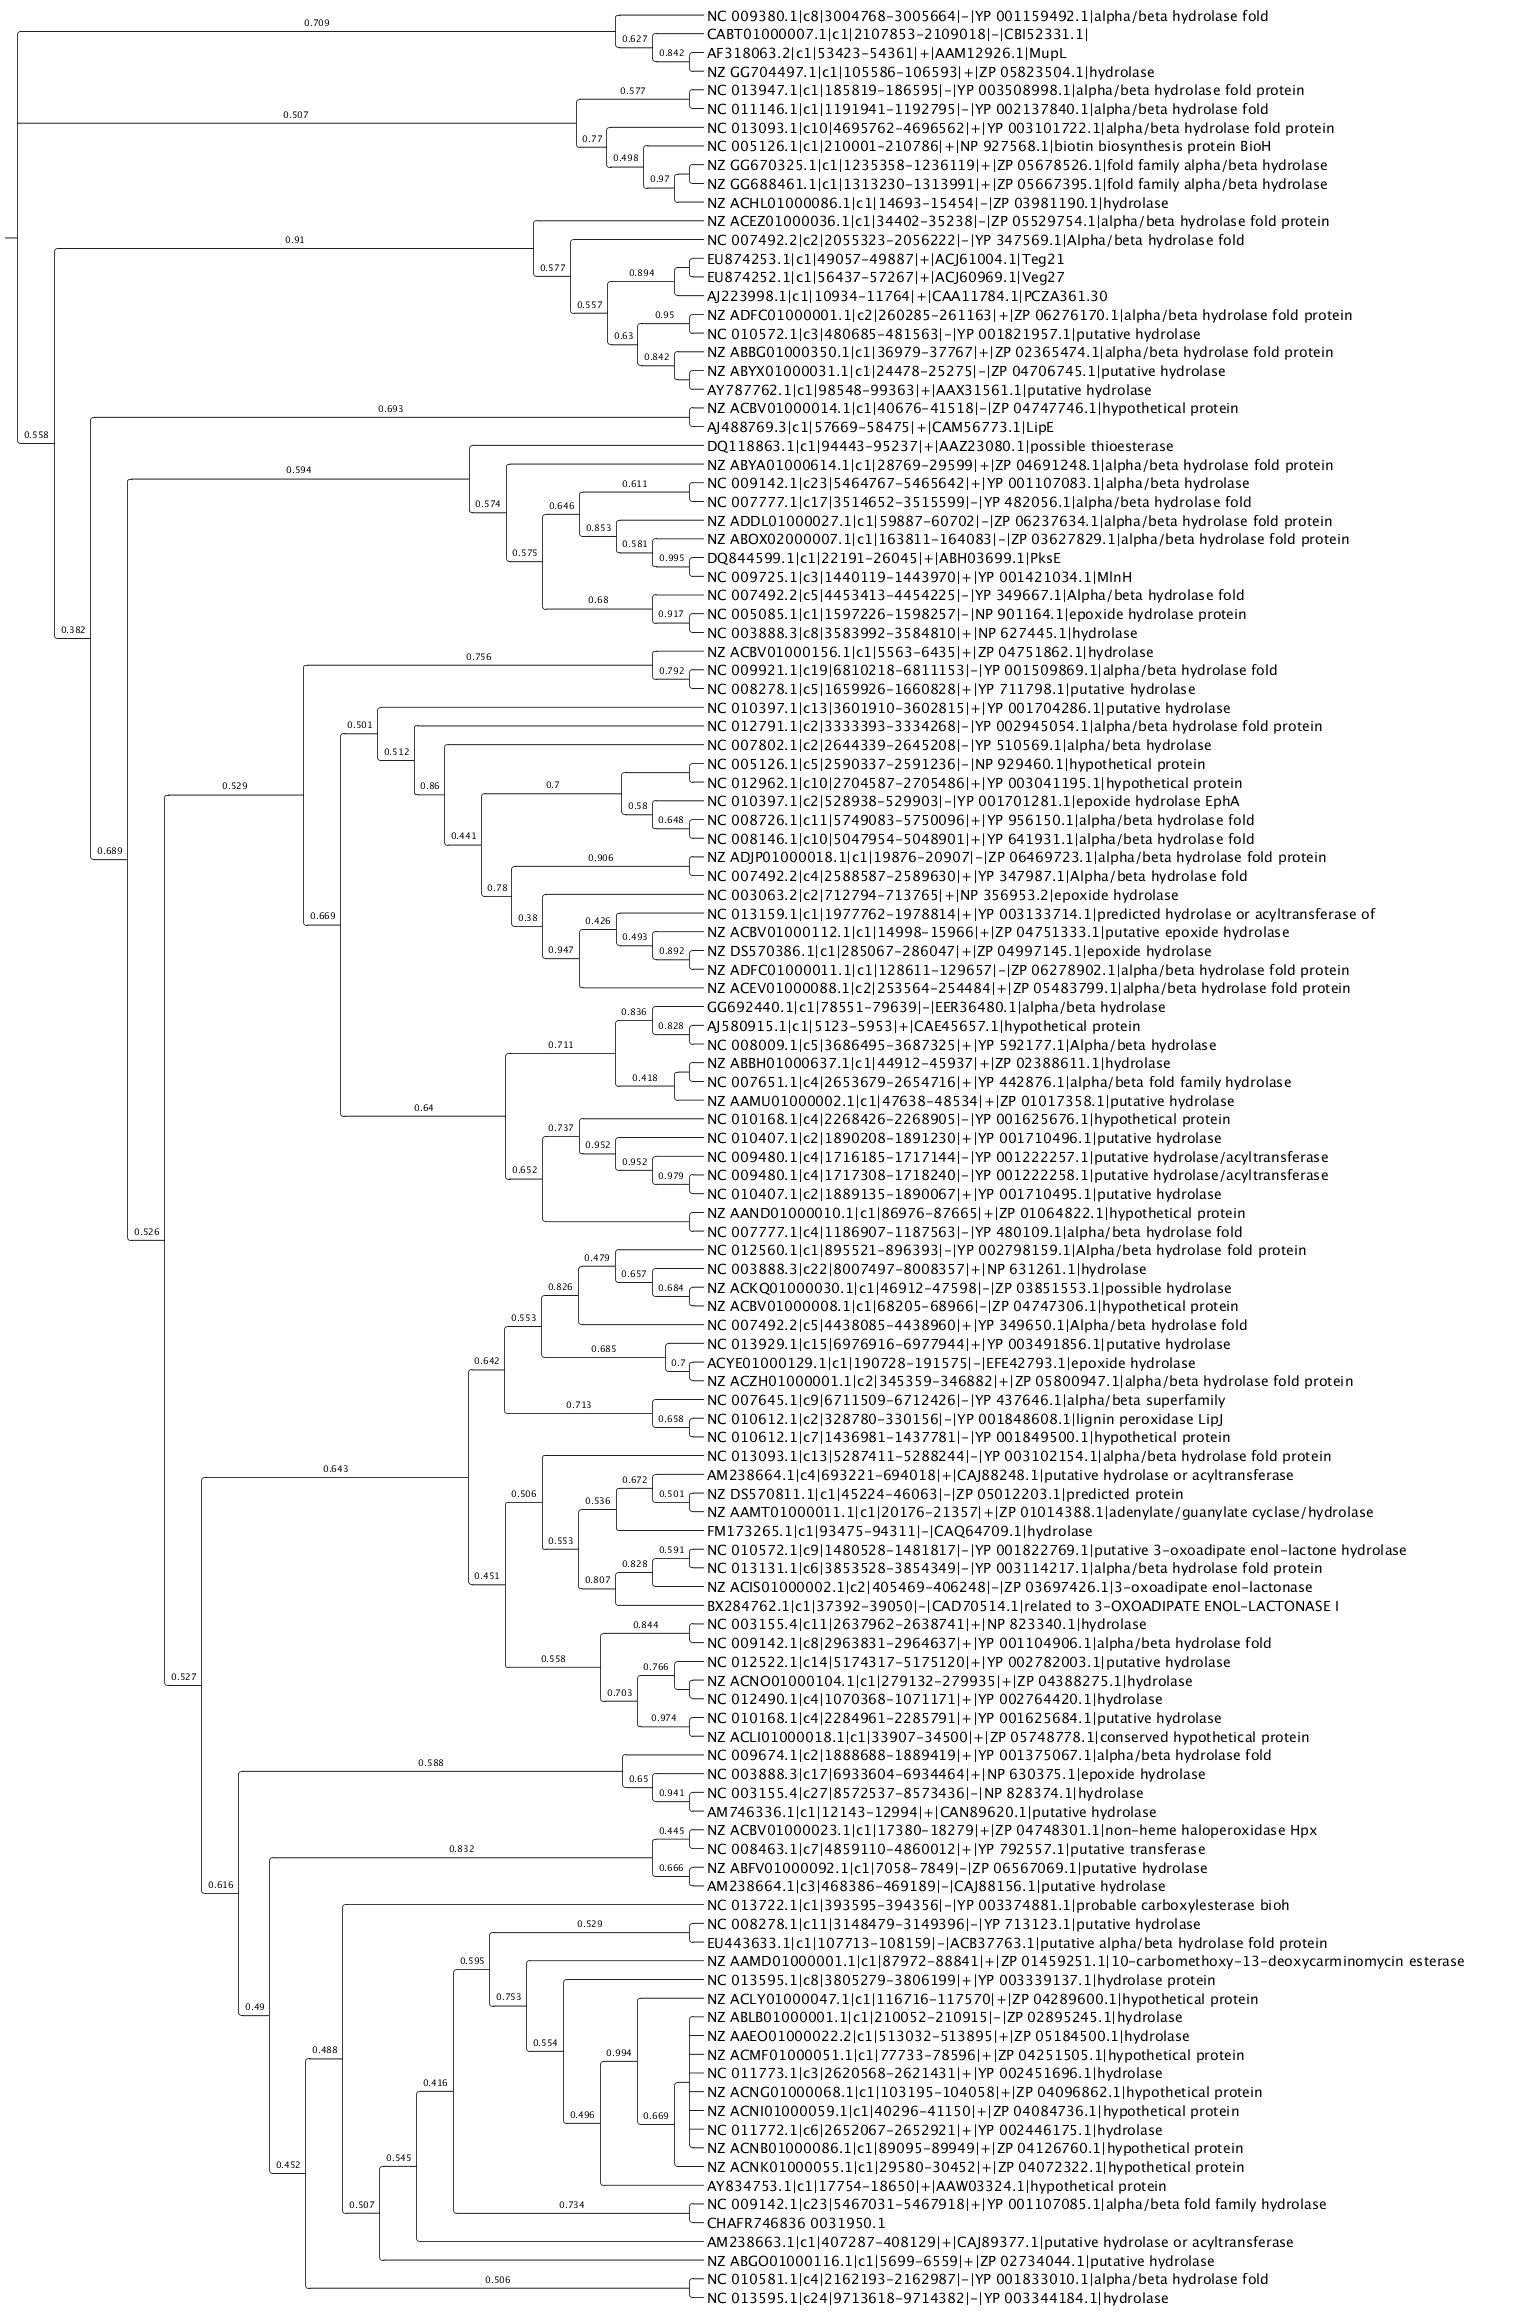 NC 009380.1|c8|3004768-3005664|-|YP 001159492.1|alpha/beta hydrolase fold
0.709
CABT01000007.1|c1|2107853-2109018|-|CBI52331.1|
0.627
AF318063.2|c1|53423-54361|+|AAM12926.1|MupL
0.842
NZ GG704497.1|c1|105586-106593|+|ZP 05823504.1|hydrolase
NC 013947.1|c1|185819-186595|-|YP 003508998.1|alpha/beta hydrolase fold protein
0.577
NC 011146.1|c1|1191941-1192795|-|YP 002137840.1|alpha/beta hydrolase fold
0.507
NC 013093.1|c10|4695762-4696562|+|YP 003101722.1|alpha/beta hydrolase fold protein
0.77
NC 005126.1|c1|210001-210786|+|NP 927568.1|biotin biosynthesis protein BioH
0.498
NZ GG670325.1|c1|1235358-1236119|+|ZP 05678526.1|fold family alpha/beta hydrolase
0.97
NZ GG688461.1|c1|1313230-1313991|+|ZP 05667395.1|fold family alpha/beta hydrolase
NZ ACHL01000086.1|c1|14693-15454|-|ZP 03981190.1|hydrolase
NZ ACEZ01000036.1|c1|34402-35238|-|ZP 05529754.1|alpha/beta hydrolase fold protein
0.91
NC 007492.2|c2|2055323-2056222|-|YP 347569.1|Alpha/beta hydrolase fold
EU874253.1|c1|49057-49887|+|ACJ61004.1|Teg21
0.577
0.894
EU874252.1|c1|56437-57267|+|ACJ60969.1|Veg27
AJ223998.1|c1|10934-11764|+|CAA11784.1|PCZA361.30
0.557
NZ ADFC01000001.1|c2|260285-261163|+|ZP 06276170.1|alpha/beta hydrolase fold protein
0.95
NC 010572.1|c3|480685-481563|-|YP 001821957.1|putative hydrolase
0.63
NZ ABBG01000350.1|c1|36979-37767|+|ZP 02365474.1|alpha/beta hydrolase fold protein
0.842
NZ ABYX01000031.1|c1|24478-25275|-|ZP 04706745.1|putative hydrolase
AY787762.1|c1|98548-99363|+|AAX31561.1|putative hydrolase
NZ ACBV01000014.1|c1|40676-41518|-|ZP 04747746.1|hypothetical protein
0.693
AJ488769.3|c1|57669-58475|+|CAM56773.1|LipE
0.558
DQ118863.1|c1|94443-95237|+|AAZ23080.1|possible thioesterase
NZ ABYA01000614.1|c1|28769-29599|+|ZP 04691248.1|alpha/beta hydrolase fold protein
0.594
NC 009142.1|c23|5464767-5465642|+|YP 001107083.1|alpha/beta hydrolase
0.611
NC 007777.1|c17|3514652-3515599|-|YP 482056.1|alpha/beta hydrolase fold
0.574
0.646
NZ ADDL01000027.1|c1|59887-60702|-|ZP 06237634.1|alpha/beta hydrolase fold protein
0.853
NZ ABOX02000007.1|c1|163811-164083|-|ZP 03627829.1|alpha/beta hydrolase fold protein
0.581
0.575
DQ844599.1|c1|22191-26045|+|ABH03699.1|PksE
0.995
NC 009725.1|c3|1440119-1443970|+|YP 001421034.1|MlnH
NC 007492.2|c5|4453413-4454225|-|YP 349667.1|Alpha/beta hydrolase fold
0.68
NC 005085.1|c1|1597226-1598257|-|NP 901164.1|epoxide hydrolase protein
0.917
NC 003888.3|c8|3583992-3584810|+|NP 627445.1|hydrolase
0.382
NZ ACBV01000156.1|c1|5563-6435|+|ZP 04751862.1|hydrolase
0.756
NC 009921.1|c19|6810218-6811153|-|YP 001509869.1|alpha/beta hydrolase fold
0.792
NC 008278.1|c5|1659926-1660828|+|YP 711798.1|putative hydrolase
NC 010397.1|c13|3601910-3602815|+|YP 001704286.1|putative hydrolase
0.501
NC 012791.1|c2|3333393-3334268|-|YP 002945054.1|alpha/beta hydrolase fold protein
NC 007802.1|c2|2644339-2645208|-|YP 510569.1|alpha/beta hydrolase
0.512
NC 005126.1|c5|2590337-2591236|-|NP 929460.1|hypothetical protein
NC 012962.1|c10|2704587-2705486|+|YP 003041195.1|hypothetical protein
0.529
0.86
0.7
NC 010397.1|c2|528938-529903|-|YP 001701281.1|epoxide hydrolase EphA
0.58
NC 008726.1|c11|5749083-5750096|+|YP 956150.1|alpha/beta hydrolase fold
0.648
NC 008146.1|c10|5047954-5048901|+|YP 641931.1|alpha/beta hydrolase fold
0.441
0.689
NZ ADJP01000018.1|c1|19876-20907|-|ZP 06469723.1|alpha/beta hydrolase fold protein
0.906
NC 007492.2|c4|2588587-2589630|+|YP 347987.1|Alpha/beta hydrolase fold
0.78
NC 003063.2|c2|712794-713765|+|NP 356953.2|epoxide hydrolase
NC 013159.1|c1|1977762-1978814|+|YP 003133714.1|predicted hydrolase or acyltransferase of
0.669
0.38
0.426
NZ ACBV01000112.1|c1|14998-15966|+|ZP 04751333.1|putative epoxide hydrolase
0.493
NZ DS570386.1|c1|285067-286047|+|ZP 04997145.1|epoxide hydrolase
0.947
0.892
NZ ADFC01000011.1|c1|128611-129657|-|ZP 06278902.1|alpha/beta hydrolase fold protein
NZ ACEV01000088.1|c2|253564-254484|+|ZP 05483799.1|alpha/beta hydrolase fold protein
GG692440.1|c1|78551-79639|-|EER36480.1|alpha/beta hydrolase
0.836
AJ580915.1|c1|5123-5953|+|CAE45657.1|hypothetical protein
0.828
NC 008009.1|c5|3686495-3687325|+|YP 592177.1|Alpha/beta hydrolase
0.711
NZ ABBH01000637.1|c1|44912-45937|+|ZP 02388611.1|hydrolase
0.418
NC 007651.1|c4|2653679-2654716|+|YP 442876.1|alpha/beta fold family hydrolase
NZ AAMU01000002.1|c1|47638-48534|+|ZP 01017358.1|putative hydrolase
0.64
NC 010168.1|c4|2268426-2268905|-|YP 001625676.1|hypothetical protein
0.737
NC 010407.1|c2|1890208-1891230|+|YP 001710496.1|putative hydrolase
0.952
NC 009480.1|c4|1716185-1717144|-|YP 001222257.1|putative hydrolase/acyltransferase
0.952
0.652
NC 009480.1|c4|1717308-1718240|-|YP 001222258.1|putative hydrolase/acyltransferase
0.979
NC 010407.1|c2|1889135-1890067|+|YP 001710495.1|putative hydrolase
NZ AAND01000010.1|c1|86976-87665|+|ZP 01064822.1|hypothetical protein
NC 007777.1|c4|1186907-1187563|-|YP 480109.1|alpha/beta hydrolase fold
0.526
NC 012560.1|c1|895521-896393|-|YP 002798159.1|Alpha/beta hydrolase fold protein
0.479
NC 003888.3|c22|8007497-8008357|+|NP 631261.1|hydrolase
0.657
NZ ACKQ01000030.1|c1|46912-47598|-|ZP 03851553.1|possible hydrolase
0.826
0.684
NZ ACBV01000008.1|c1|68205-68966|-|ZP 04747306.1|hypothetical protein
0.553
NC 007492.2|c5|4438085-4438960|+|YP 349650.1|Alpha/beta hydrolase fold
NC 013929.1|c15|6976916-6977944|+|YP 003491856.1|putative hydrolase
0.685
0.642
ACYE01000129.1|c1|190728-191575|-|EFE42793.1|epoxide hydrolase
0.7
NZ ACZH01000001.1|c2|345359-346882|+|ZP 05800947.1|alpha/beta hydrolase fold protein
NC 007645.1|c9|6711509-6712426|-|YP 437646.1|alpha/beta superfamily
0.713
NC 010612.1|c2|328780-330156|-|YP 001848608.1|lignin peroxidase LipJ
0.658
NC 010612.1|c7|1436981-1437781|-|YP 001849500.1|hypothetical protein
NC 013093.1|c13|5287411-5288244|-|YP 003102154.1|alpha/beta hydrolase fold protein
0.643
AM238664.1|c4|693221-694018|+|CAJ88248.1|putative hydrolase or acyltransferase
0.672
NZ DS570811.1|c1|45224-46063|-|ZP 05012203.1|predicted protein
0.506
0.536
0.501
NZ AAMT01000011.1|c1|20176-21357|+|ZP 01014388.1|adenylate/guanylate cyclase/hydrolase
FM173265.1|c1|93475-94311|-|CAQ64709.1|hydrolase
0.553
NC 010572.1|c9|1480528-1481817|-|YP 001822769.1|putative 3-oxoadipate enol-lactone hydrolase
0.591
NC 013131.1|c6|3853528-3854349|-|YP 003114217.1|alpha/beta hydrolase fold protein
0.828
0.451
0.807
NZ ACIS01000002.1|c2|405469-406248|-|ZP 03697426.1|3-oxoadipate enol-lactonase
BX284762.1|c1|37392-39050|-|CAD70514.1|related to 3-OXOADIPATE ENOL-LACTONASE I
NC 003155.4|c11|2637962-2638741|+|NP 823340.1|hydrolase
0.844
NC 009142.1|c8|2963831-2964637|+|YP 001104906.1|alpha/beta hydrolase fold
0.558
NC 012522.1|c14|5174317-5175120|+|YP 002782003.1|putative hydrolase
0.766
NZ ACNO01000104.1|c1|279132-279935|+|ZP 04388275.1|hydrolase
0.527
0.703
NC 012490.1|c4|1070368-1071171|+|YP 002764420.1|hydrolase
NC 010168.1|c4|2284961-2285791|+|YP 001625684.1|putative hydrolase
0.974
NZ ACLI01000018.1|c1|33907-34500|+|ZP 05748778.1|conserved hypothetical protein
NC 009674.1|c2|1888688-1889419|+|YP 001375067.1|alpha/beta hydrolase fold
0.588
NC 003888.3|c17|6933604-6934464|+|NP 630375.1|epoxide hydrolase
0.65
NC 003155.4|c27|8572537-8573436|-|NP 828374.1|hydrolase
0.941
AM746336.1|c1|12143-12994|+|CAN89620.1|putative hydrolase
NZ ACBV01000023.1|c1|17380-18279|+|ZP 04748301.1|non-heme haloperoxidase Hpx
0.445
NC 008463.1|c7|4859110-4860012|+|YP 792557.1|putative transferase
0.832
NZ ABFV01000092.1|c1|7058-7849|-|ZP 06567069.1|putative hydrolase
0.666
AM238664.1|c3|468386-469189|-|CAJ88156.1|putative hydrolase
0.616
NC 013722.1|c1|393595-394356|-|YP 003374881.1|probable carboxylesterase bioh
NC 008278.1|c11|3148479-3149396|-|YP 713123.1|putative hydrolase
0.529
EU443633.1|c1|107713-108159|-|ACB37763.1|putative alpha/beta hydrolase fold protein
NZ AAMD01000001.1|c1|87972-88841|+|ZP 01459251.1|10-carbomethoxy-13-deoxycarminomycin esterase
0.595
NC 013595.1|c8|3805279-3806199|+|YP 003339137.1|hydrolase protein
0.753
NZ ACLY01000047.1|c1|116716-117570|+|ZP 04289600.1|hypothetical protein
0.49
NZ ABLB01000001.1|c1|210052-210915|-|ZP 02895245.1|hydrolase
NZ AAEO01000022.2|c1|513032-513895|+|ZP 05184500.1|hydrolase
0.554
0.488
0.994
NZ ACMF01000051.1|c1|77733-78596|+|ZP 04251505.1|hypothetical protein
NC 011773.1|c3|2620568-2621431|+|YP 002451696.1|hydrolase
0.416
NZ ACNG01000068.1|c1|103195-104058|+|ZP 04096862.1|hypothetical protein
NZ ACNI01000059.1|c1|40296-41150|+|ZP 04084736.1|hypothetical protein
0.496
0.669
NC 011772.1|c6|2652067-2652921|+|YP 002446175.1|hydrolase
NZ ACNB01000086.1|c1|89095-89949|+|ZP 04126760.1|hypothetical protein
0.545
NZ ACNK01000055.1|c1|29580-30452|+|ZP 04072322.1|hypothetical protein
0.452
AY834753.1|c1|17754-18650|+|AAW03324.1|hypothetical protein
NC 009142.1|c23|5467031-5467918|+|YP 001107085.1|alpha/beta fold family hydrolase
0.507
0.734
CHAFR746836 0031950.1
AM238663.1|c1|407287-408129|+|CAJ89377.1|putative hydrolase or acyltransferase
NZ ABGO01000116.1|c1|5699-6559|+|ZP 02734044.1|putative hydrolase
NC 010581.1|c4|2162193-2162987|-|YP 001833010.1|alpha/beta hydrolase fold
0.506
NC 013595.1|c24|9713618-9714382|-|YP 003344184.1|hydrolase